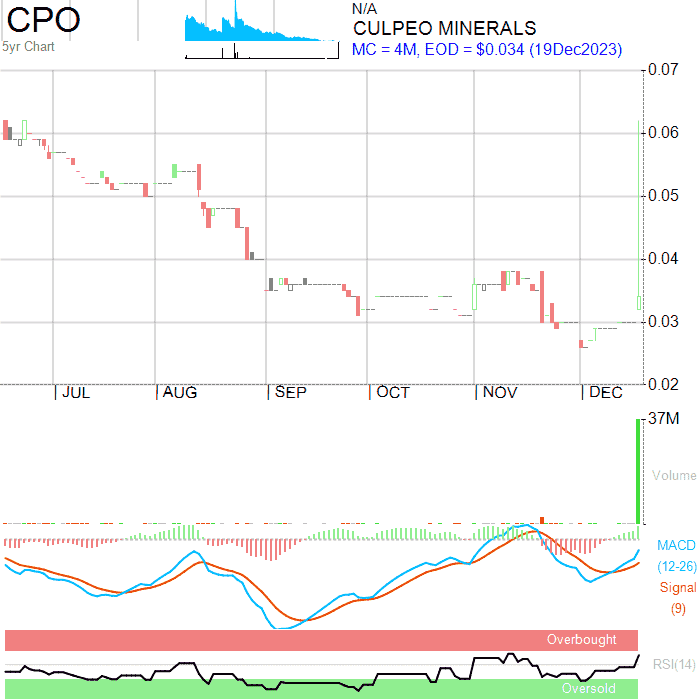 CPO
5yr Chart
N/A
CULPEO MINERALS
MC = 4M, EOD = $0.034 (19Dec2023)
0.07
0.06
0.05
0.04
0.03
0.02
JUL AUG SEP OCT NOV DEC
37M
Volume
MACD
(12-26)
Signal
(9)
Overbought
RSI(14)
Oversold